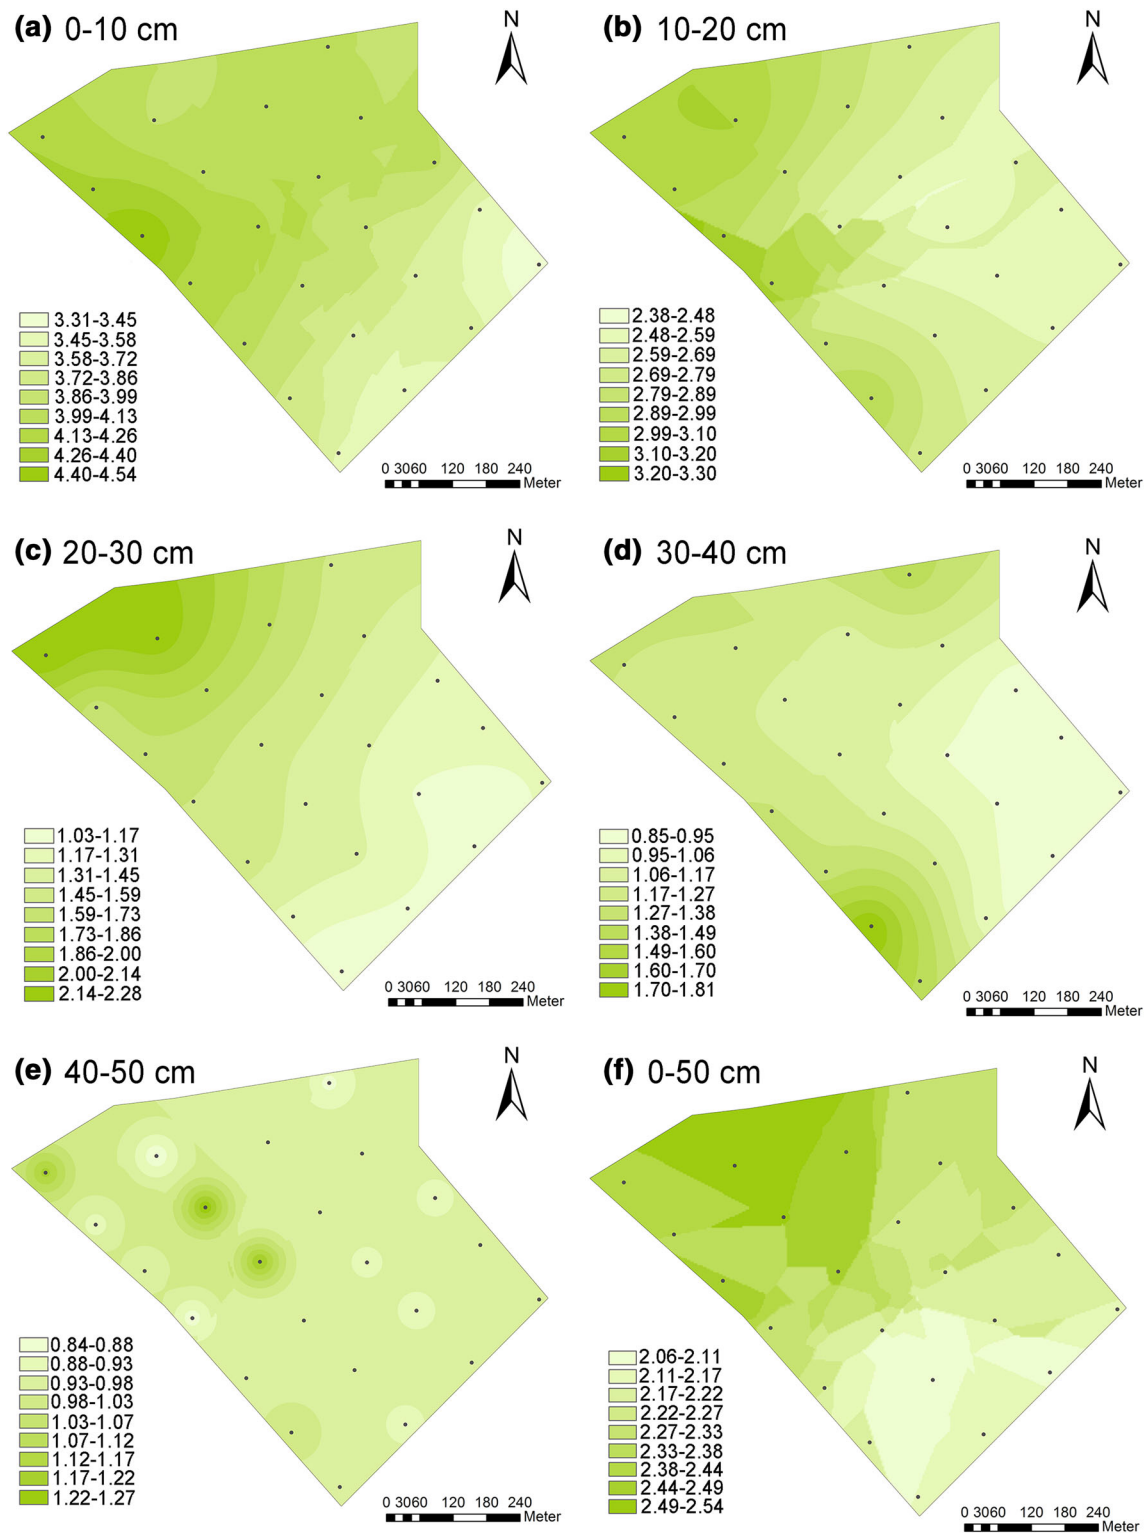 (a) 0-10 cm
N
3.31-3.45
3.45-3.58
3.58-3.72
3.72-3.86
3.86-3.99
3.99-4.13
4.13-4.26
4.26-4.40
4.40-4.54
0 3060 120 180 240
Meter
(b) 10-20 cm
N
2.38-2.48
2.48-2.59
2.59-2.69
2.69-2.79
2.79-2.89
2.89-2.99
2.99-3.10
3.10-3.20
3.20-3.30
0 3060 120 180 240
Meter
(c) 20-30 cm
N
1.03-1.17
1.17-1.31
1.31-1.45
1.45-1.59
1.59-1.73
1.73-1.86
1.86-2.00
2.00-2.14
2.14-2.28
0 3060 120 180 240
Meter
(d) 30-40 cm
N
0.85-0.95
0.95-1.06
1.06-1.17
1.17-1.27
1.27-1.38
1.38-1.49
1.49-1.60
1.60-1.70
1.70-1.81
0 3060 120 180 240
Meter
(e) 40-50 cm
N
0.84-0.88
0.88-0.93
0.93-0.98
0.98-1.03
1.03-1.07
1.07-1.12
1.12-1.17
1.17-1.22
1.22-1.27
0 3060 120 180 240
Meter
(f) 0-50 cm
N
2.06-2.11
2.11-2.17
2.17-2.22
2.22-2.27
2.27-2.33
2.33-2.38
2.38-2.44
2.44-2.49
2.49-2.54
0 3060 120 180 240
Meter